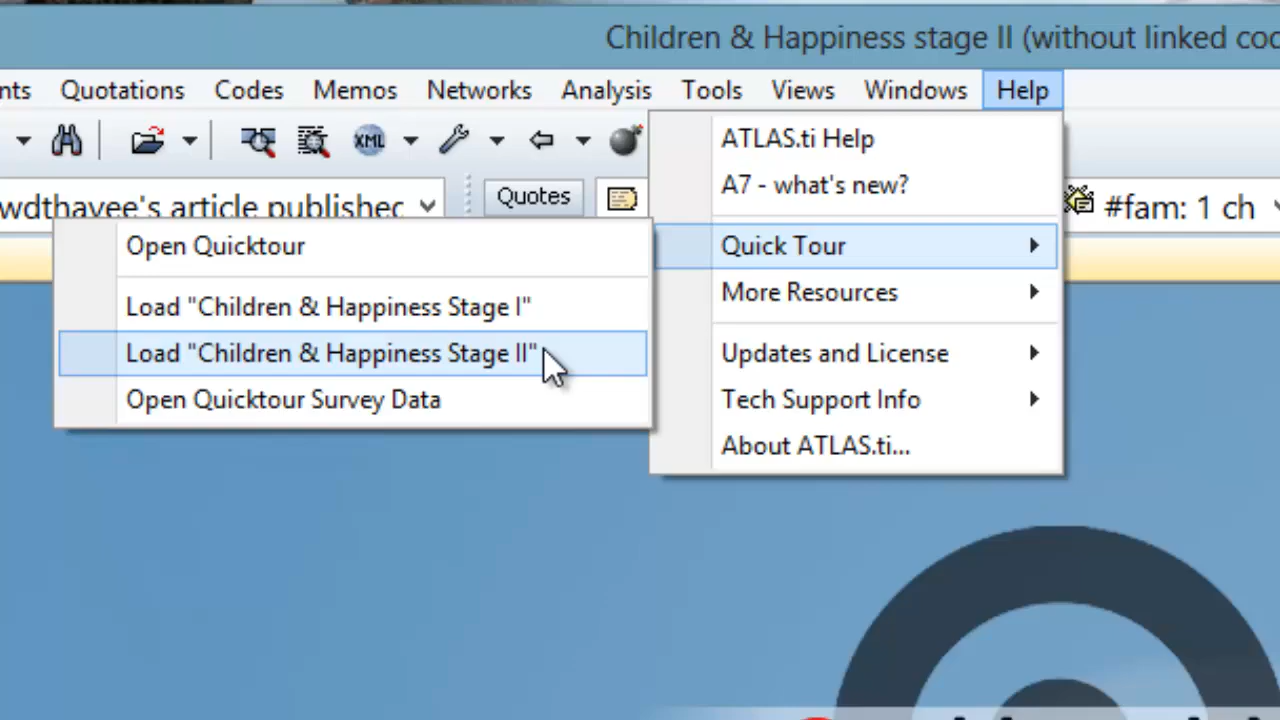 Children & Happiness stage II (without linked coc
nts Quotations Codes Memos Networks Analysis Tools Views Windows Help
XML
wdthavee's article publishec Quotes #fam: 1 ch
ATLAS.ti Help
A7 - what's new?
Quick Tour
More Resources
Updates and License
Tech Support Info
About ATLAS.ti...
Open Quicktour
Load "Children & Happiness Stage I"
Load "Children & Happiness Stage II"
Open Quicktour Survey Data